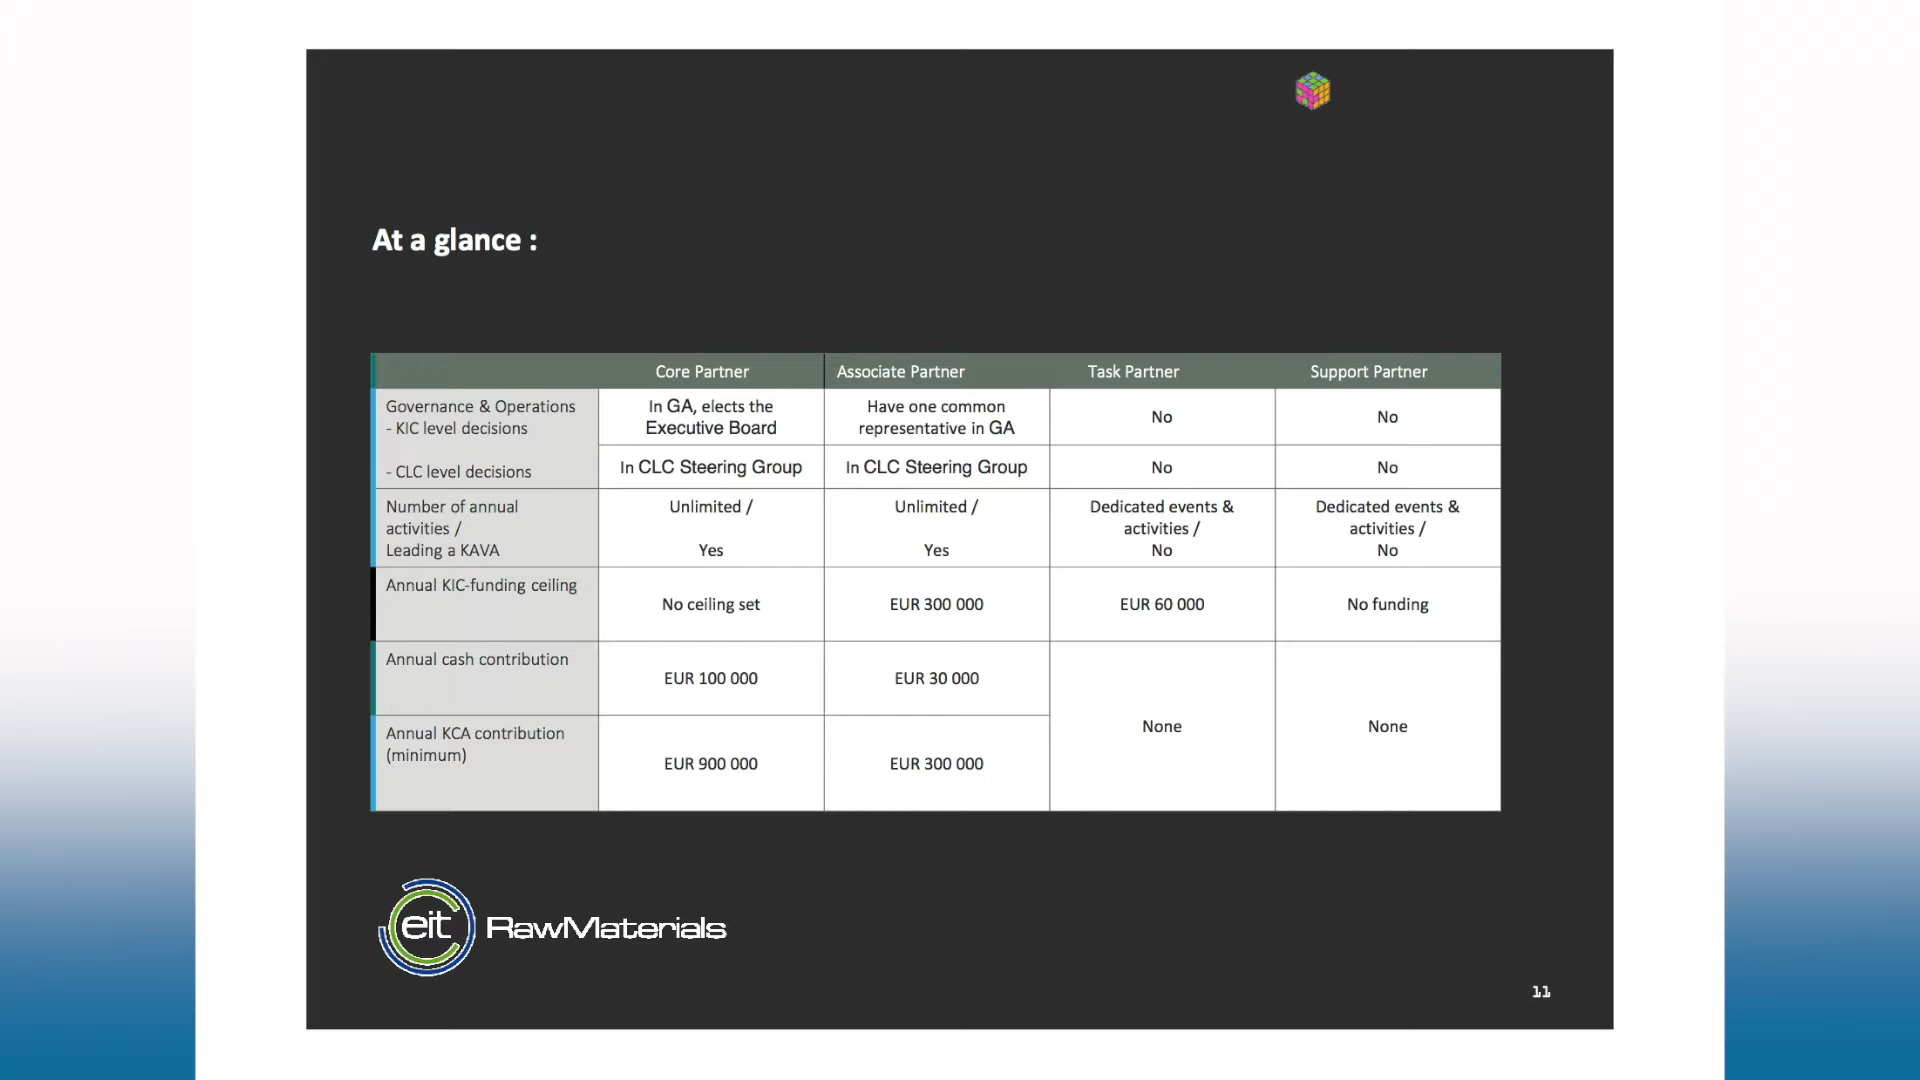 At a glance :
Core Partner
Associate Partner
Task Partner
Support Partner
Governance & Operations
- KIC level decisions
- CLC level decisions
In GA, elects the
Executive Board
Have one common
representative in GA
No
No
In CLC Steering Group
In CLC Steering Group
No
No
Number of annual
activities /
Leading a KAVA
Unlimited /
Yes
Unlimited /
Yes
Dedicated events &
activities /
No
Dedicated events &
activities /
No
Annual KIC-funding ceiling
No ceiling set
EUR 300 000
EUR 60 000
No funding
Annual cash contribution
EUR 100 000
EUR 30 000
None
None
Annual KCA contribution
(minimum)
EUR 900 000
EUR 300 000
eit RawMaterials
11